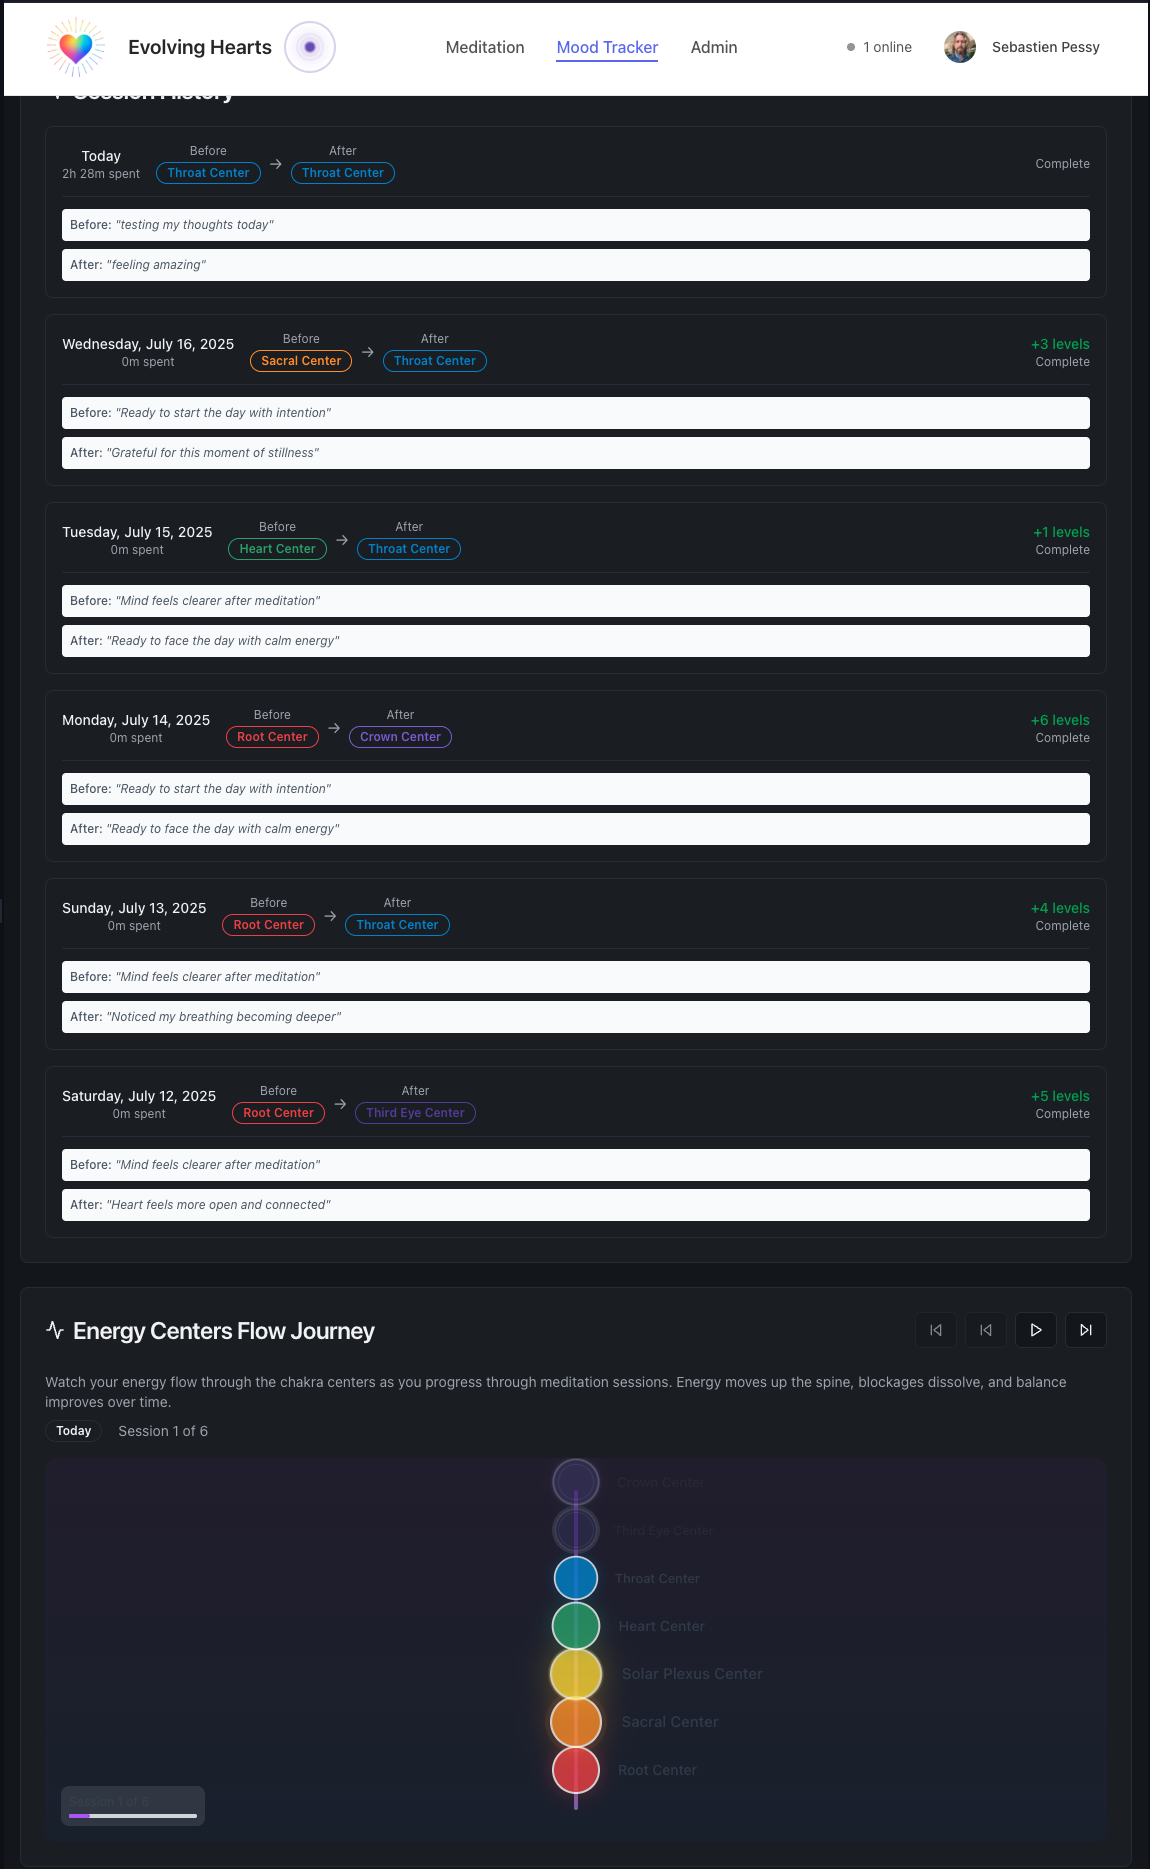 Evolving Hearts
Meditation
Mood Tracker
Admin
1 online
Sebastien Pessy
Session History
Today
2h 28m spent
Before
Throat Center
→
After
Throat Center
Complete
Before: "testing my thoughts today"
After: "feeling amazing"
Wednesday, July 16, 2025
0m spent
Before
Sacral Center
→
After
Throat Center
+3 levels
Complete
Before: "Ready to start the day with intention"
After: "Grateful for this moment of stillness"
Tuesday, July 15, 2025
0m spent
Before
Heart Center
→
After
Throat Center
+1 levels
Complete
Before: "Mind feels clearer after meditation"
After: "Ready to face the day with calm energy"
Monday, July 14, 2025
0m spent
Before
Root Center
→
After
Crown Center
+6 levels
Complete
Before: "Ready to start the day with intention"
After: "Ready to face the day with calm energy"
Sunday, July 13, 2025
0m spent
Before
Root Center
→
After
Throat Center
+4 levels
Complete
Before: "Mind feels clearer after meditation"
After: "Noticed my breathing becoming deeper"
Saturday, July 12, 2025
0m spent
Before
Root Center
→
After
Third Eye Center
+5 levels
Complete
Before: "Mind feels clearer after meditation"
After: "Heart feels more open and connected"
Energy Centers Flow Journey
Watch your energy flow through the chakra centers as you progress through meditation sessions. Energy moves up the spine, blockages dissolve, and balance
improves over time.
Today
Session 1 of 6
Crown Center
Third Eye Center
Throat Center
Heart Center
Solar Plexus Center
Sacral Center
Root Center
Session 1 of 6